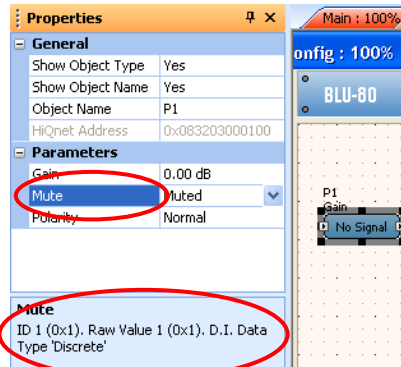 Properties
General
Show Object Type Yes
Show Object Name Yes
Object Name P1
HiQnet Address 0x083203000100
Parameters
Gain 0.00 dB
Mute Muted
Polarity Normal
Mute
ID 1 (0x1). Raw Value 1 (0x1). D.I. Data
Type 'Discrete'
Main : 100%
onfig : 100%
BLU-80
P1
Gain
No Signal